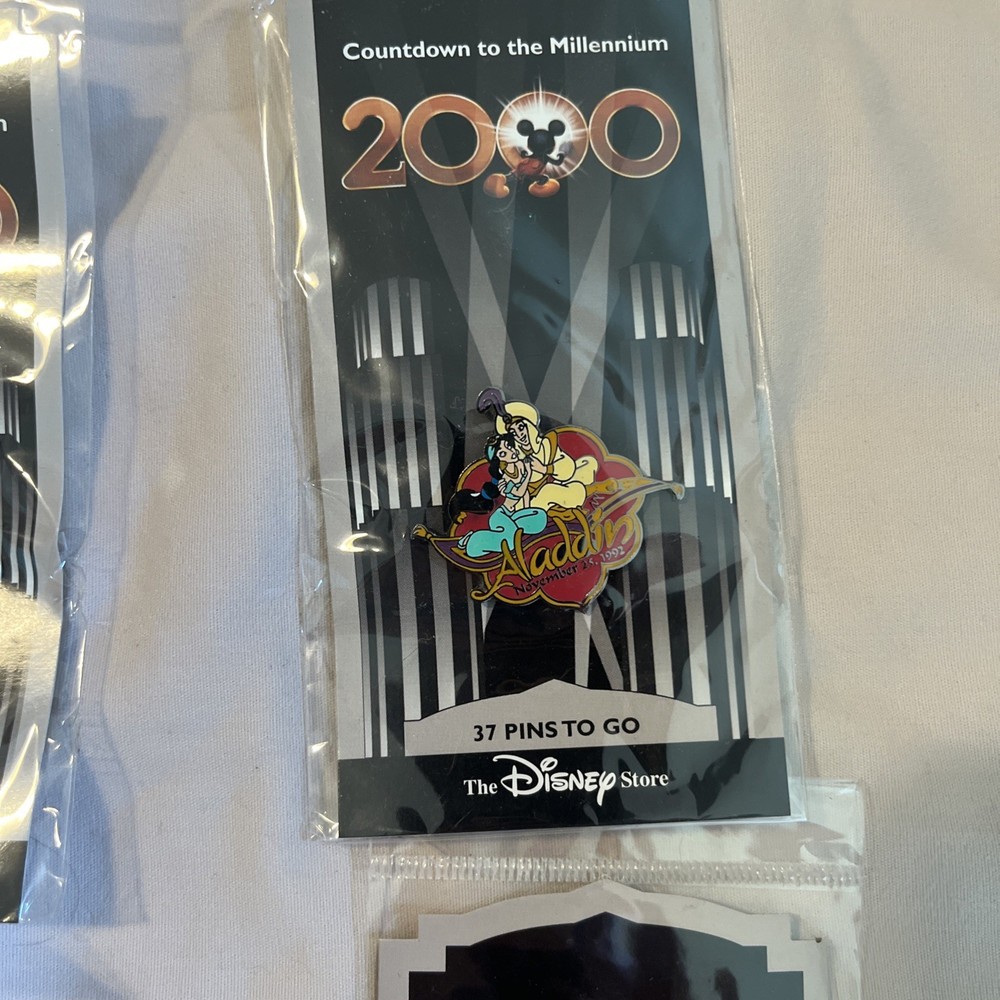 n
Countdown to the Millennium
2000
Aladdin
November 25, 1992
37 PINS TO GO
The Disney Store